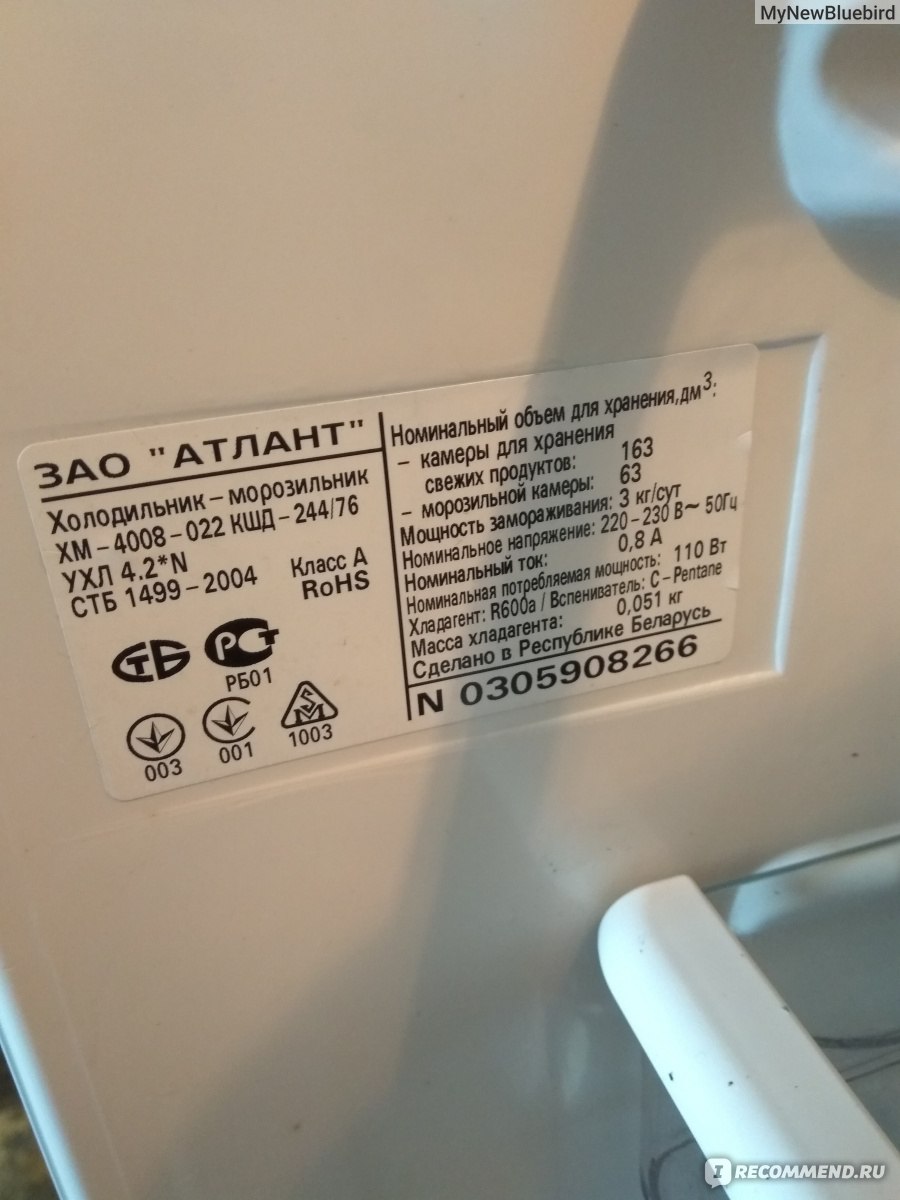 MyNewBluebird
ЗАО "АТЛАНТ"
Холодильник – морозильник
ХМ – 4008 – 022 КШД – 244/76
УХЛ 4.2*N
Класс А
СТБ 1499 – 2004
RoHS
СТБ
РСТ
РБ01
003
001
1003
Номинальный объем для хранения,дм³:
– камеры для хранения
свежих продуктов: 163
– морозильной камеры: 63
Мощность замораживания: 3 кг/сут
Номинальное напряжение: 220 – 230 В~ 50Гц
Номинальный ток: 0,8 А
Номинальная потребляемая мощность: 110 Вт
Хладагент: R600a / Вспениватель: C – Pentane
Масса хладагента: 0,051 кг
Сделано в Республике Беларусь
N 0305908266
RECOMMEND.RU